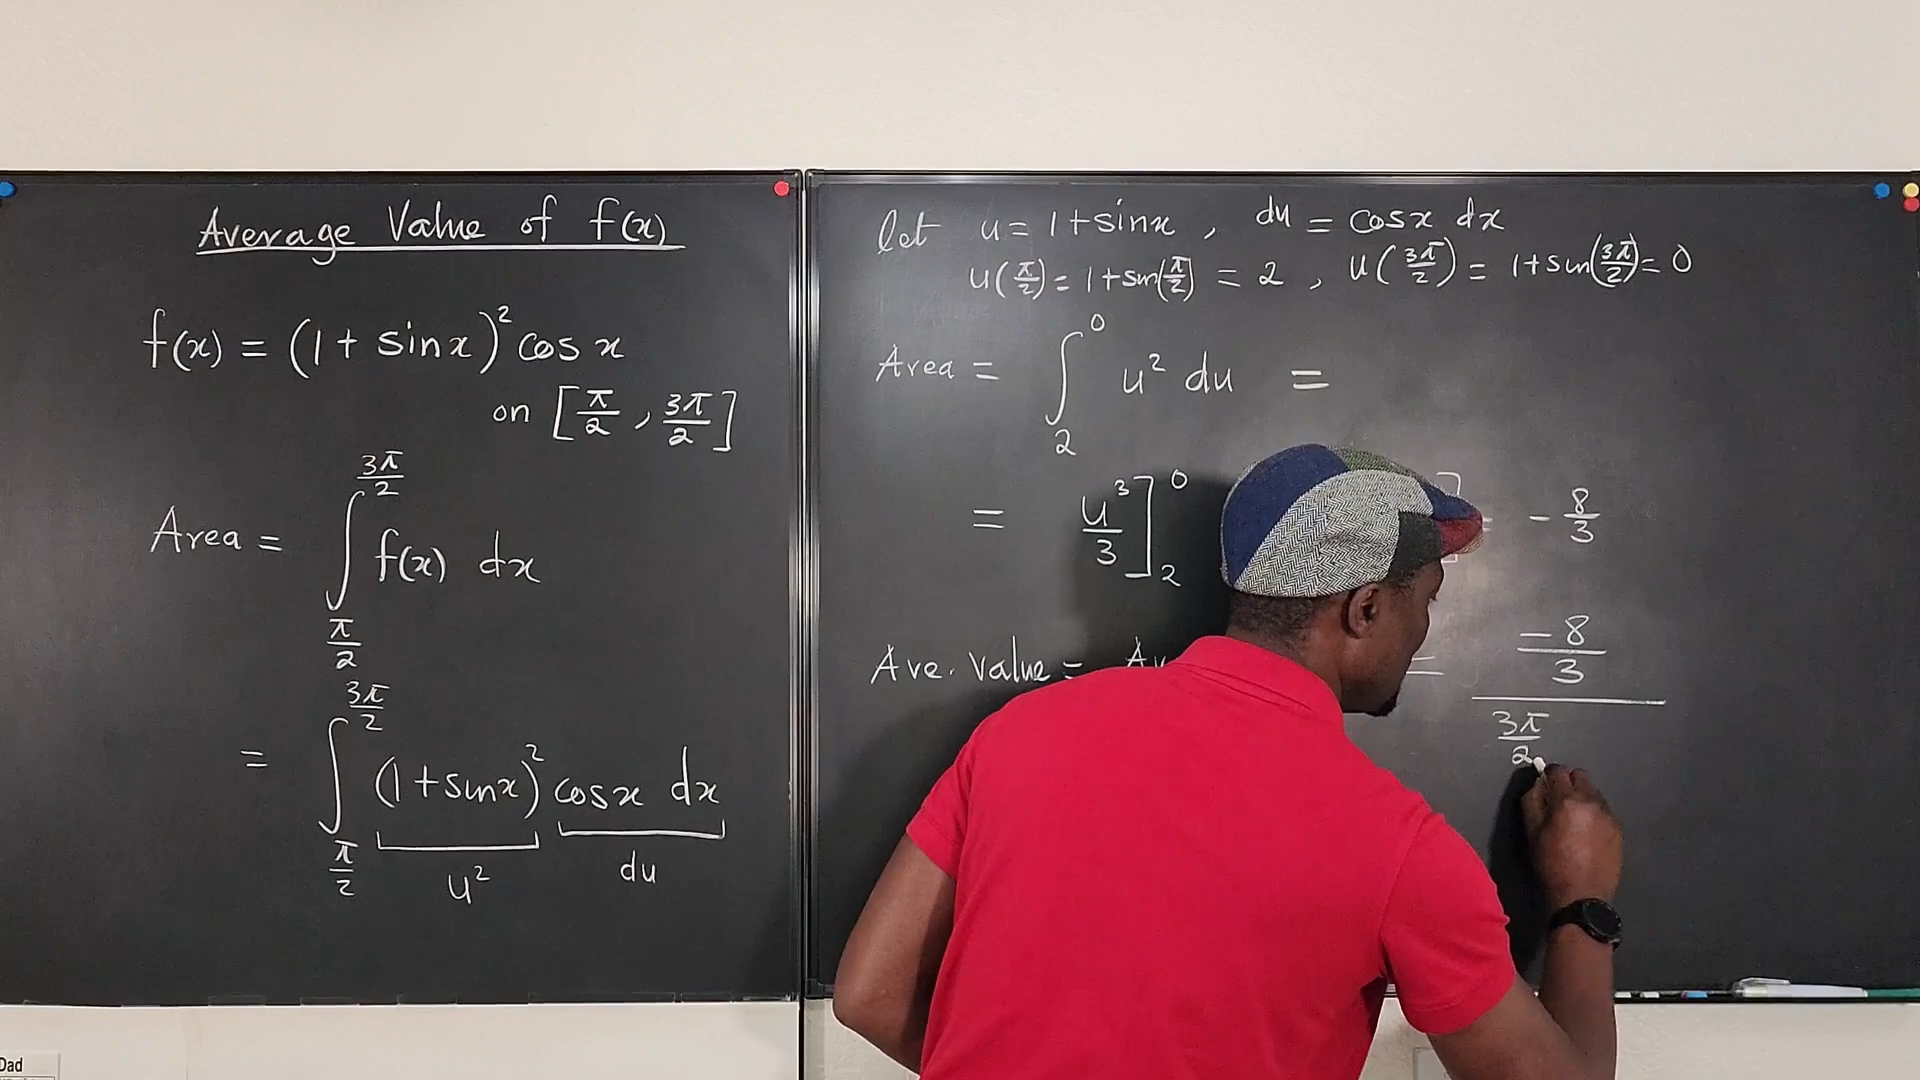 Average Value of f(x)
f(x) = (1 + sin x)² cos x
on [π/2, 3π/2]
Area = ∫_{π/2}^{3π/2} f(x) dx
= ∫_{π/2}^{3π/2} (1+sinx)² cosx dx
u² du
let u = 1+sinx, du = cosx dx
u(π/2) = 1+sin(π/2) = 2, u(3π/2) = 1+sin(3π/2) = 0
Area = ∫_2^0 u² du =
= u³/3]_2^0 ] = -8/3
Ave. Value = = (-8/3)/(3π/2
Dad